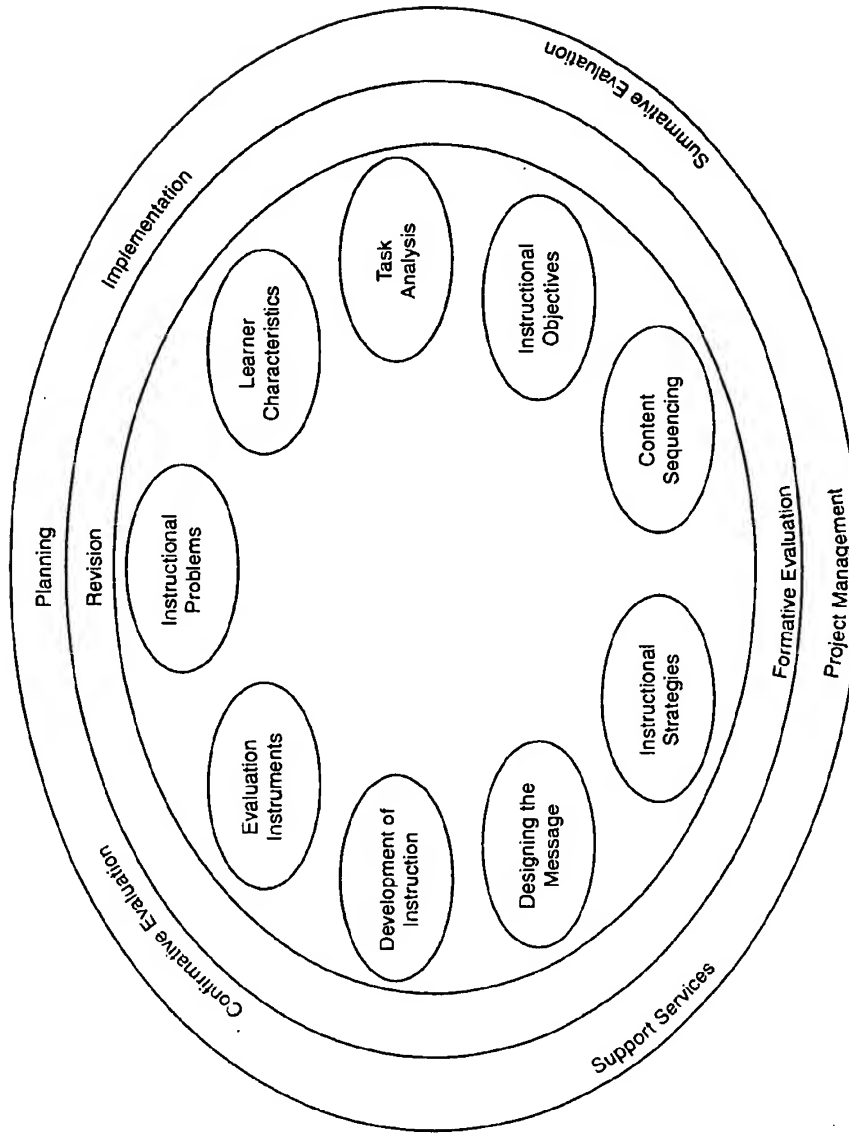 Planning
Revision
Implementation
Summative Evaluation
Project Management
Formative Evaluation
Support Services
Confirmative Evaluation
Instructional
Problems
Learner
Characteristics
Task
Analysis
Instructional
Objectives
Content
Sequencing
Instructional
Strategies
Designing the
Message
Development of
Instruction
Evaluation
Instruments